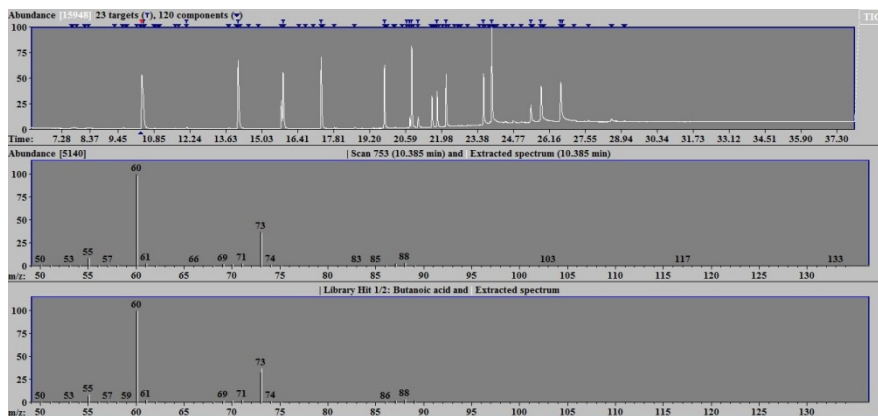 Abundance [15948] 23 targets (▼), 120 components (▼) TIC
100
75
50
25
0
Time: 7.28 8.37 9.45 10.85 12.24 13.63 15.03 16.41 17.73 19.20 20.58 21.98 23.38 24.77 26.16 27.55 28.94 30.34 31.73 33.12 34.51 35.90 37.30
Abundance [5140] | Scan 753 (10.385 min) and | Extracted spectrum (10.385 min)
100 60
75
50
25 73
0 50 53 55 57 61 66 69 71 74 83 85 88 103 117 133
m/z: 50 55 60 65 70 75 80 85 90 95 100 105 110 115 120 125 130
| Library Hit 1/2: Butanoic acid and | Extracted spectrum
100 60
75
50
25 73
0 50 53 55 57 59 61 69 71 74 86 88
m/z: 50 55 60 65 70 75 80 85 90 95 100 105 110 115 120 125 130